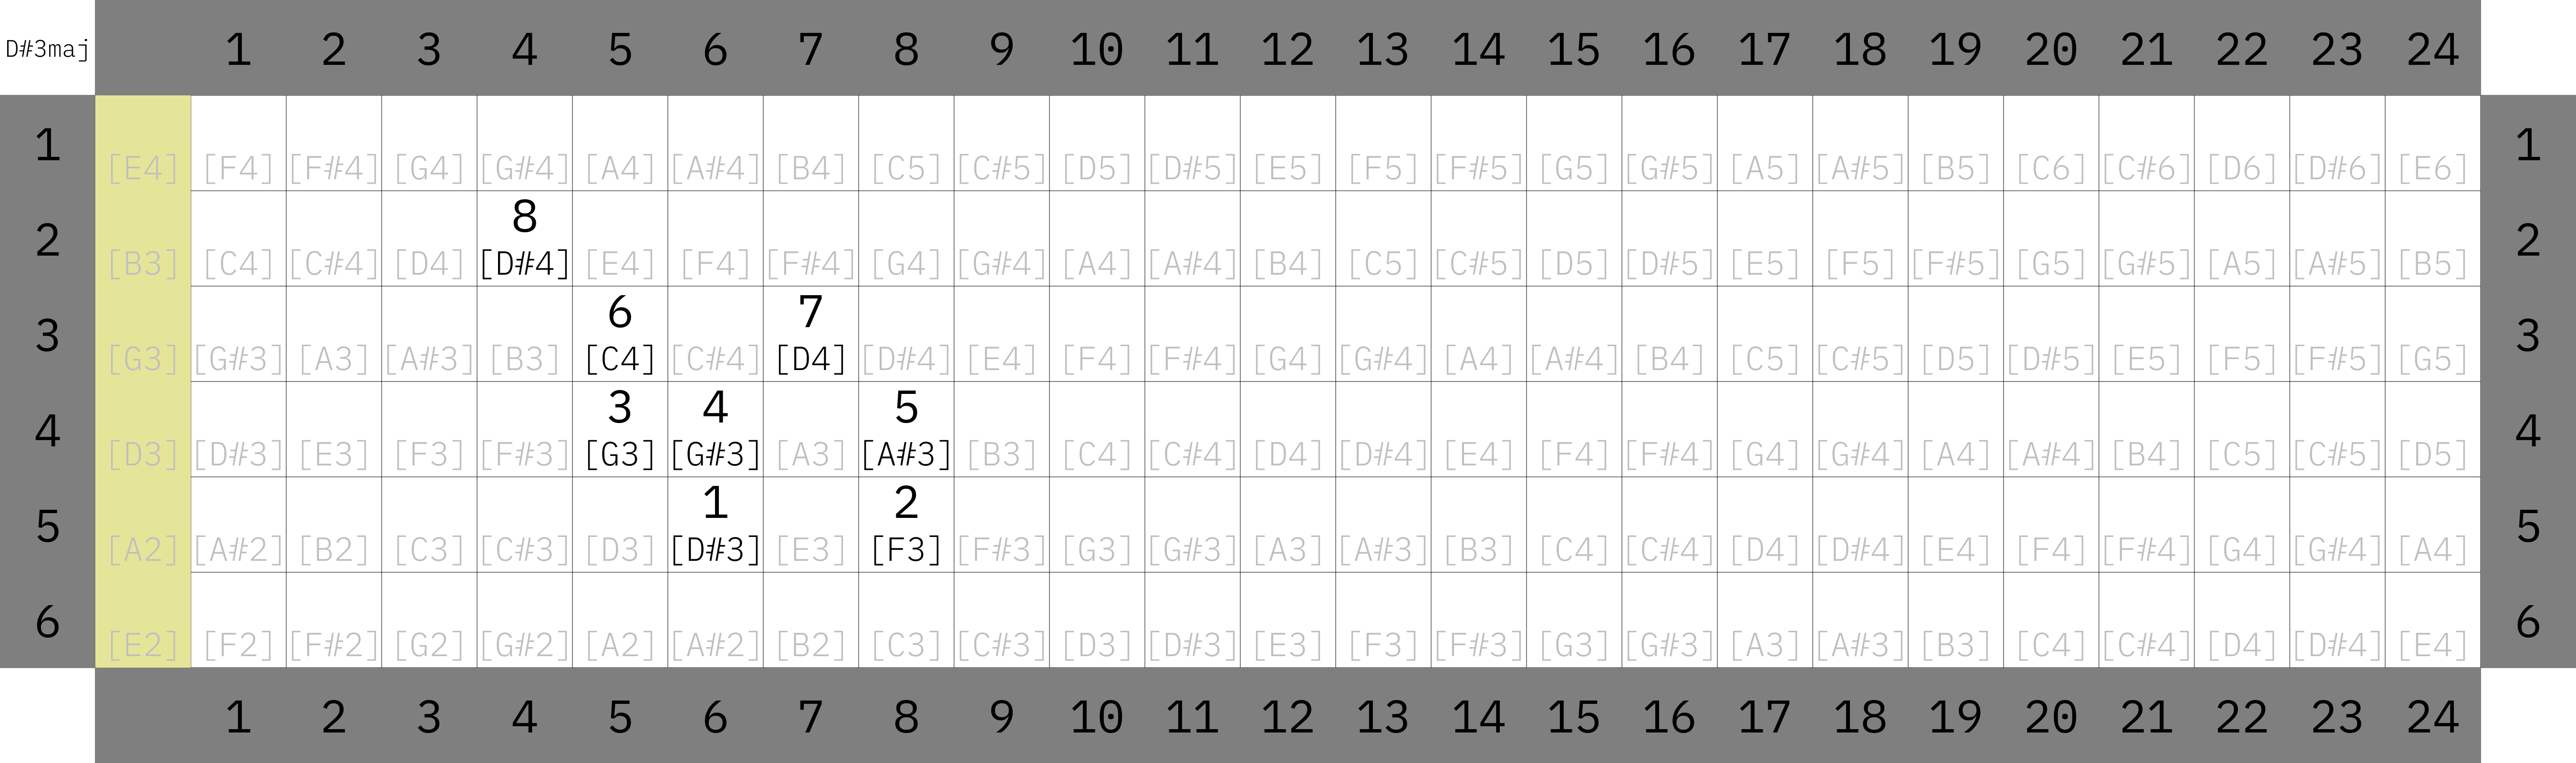 D#3maj 1 2 3 4 5 6 7 8 9 10 11 12 13 14 15 16 17 18 19 20 21 22 23 24
1 [E4] [F4] [F#4] [G4] [G#4] [A4] [A#4] [B4] [C5] [C#5] [D5] [D#5] [E5] [F5] [F#5] [G5] [G#5] [A5] [A#5] [B5] [C6] [C#6] [D6] [D#6] [E6] 1
8
2 [B3] [C4] [C#4] [D4] [D#4] [E4] [F4] [F#4] [G4] [G#4] [A4] [A#4] [B4] [C5] [C#5] [D5] [D#5] [E5] [F5] [F#5] [G5] [G#5] [A5] [A#5] [B5] 2
6 7
3 [G3] [G#3] [A3] [A#3] [B3] [C4] [C#4] [D4] [D#4] [E4] [F4] [F#4] [G4] [G#4] [A4] [A#4] [B4] [C5] [C#5] [D5] [D#5] [E5] [F5] [F#5] [G5] 3
3 4 5
4 [D3] [D#3] [E3] [F3] [F#3] [G3] [G#3] [A3] [A#3] [B3] [C4] [C#4] [D4] [D#4] [E4] [F4] [F#4] [G4] [G#4] [A4] [A#4] [B4] [C5] [C#5] [D5] 4
1 2
5 [A2] [A#2] [B2] [C3] [C#3] [D3] [D#3] [E3] [F3] [F#3] [G3] [G#3] [A3] [A#3] [B3] [C4] [C#4] [D4] [D#4] [E4] [F4] [F#4] [G4] [G#4] [A4] 5
6 [E2] [F2] [F#2] [G2] [G#2] [A2] [A#2] [B2] [C3] [C#3] [D3] [D#3] [E3] [F3] [F#3] [G3] [G#3] [A3] [A#3] [B3] [C4] [C#4] [D4] [D#4] [E4] 6
1 2 3 4 5 6 7 8 9 10 11 12 13 14 15 16 17 18 19 20 21 22 23 24